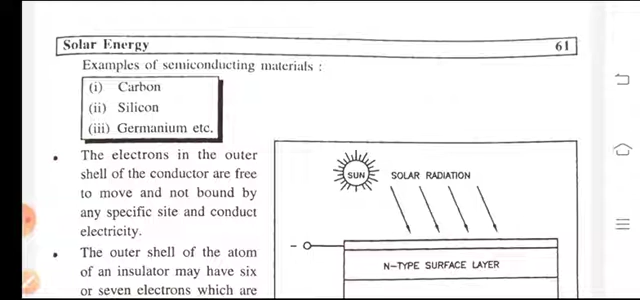 Solar Energy 61
Examples of semiconducting materials :
(i) Carbon
(ii) Silicon
(iii) Germanium etc.
• The electrons in the outer
shell of the conductor are free
to move and not bound by
any specific site and conduct
electricity.
• The outer shell of the atom
of an insulator may have six
or seven electrons which are
SUN
SOLAR RADIATION
–
N-TYPE SURFACE LAYER